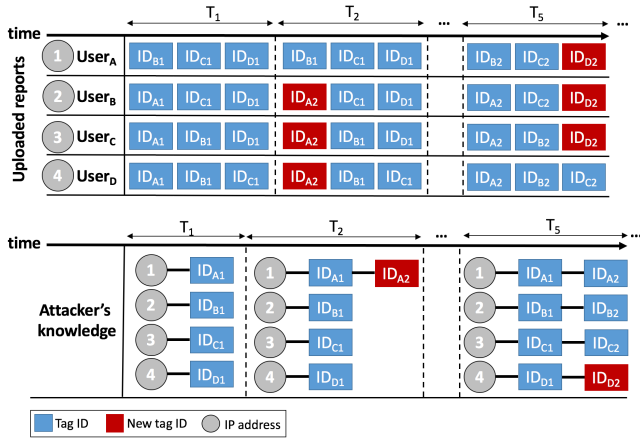 T1 T2 ... T5 ...
time
Uploaded reports
1 UserA IDB1 IDC1 IDD1 IDB1 IDC1 IDD1 IDB2 IDC2 IDD2
2 UserB IDA1 IDC1 IDD1 IDA2 IDC1 IDD1 IDA2 IDC2 IDD2
3 UserC IDA1 IDB1 IDD1 IDA2 IDB1 IDD1 IDA2 IDB2 IDD2
4 UserD IDA1 IDB1 IDC1 IDA2 IDB1 IDC1 IDA2 IDB2 IDC2
T1 T2 ... T5 ...
time
1 IDA1 1 IDA1 IDA2 1 IDA1 IDA2
Attacker's
knowledge
2 IDB1 2 IDB1 2 IDB1 IDB2
3 IDC1 3 IDC1 3 IDC1 IDC2
4 IDD1 4 IDD1 4 IDD1 IDD2
Tag ID New tag ID IP address